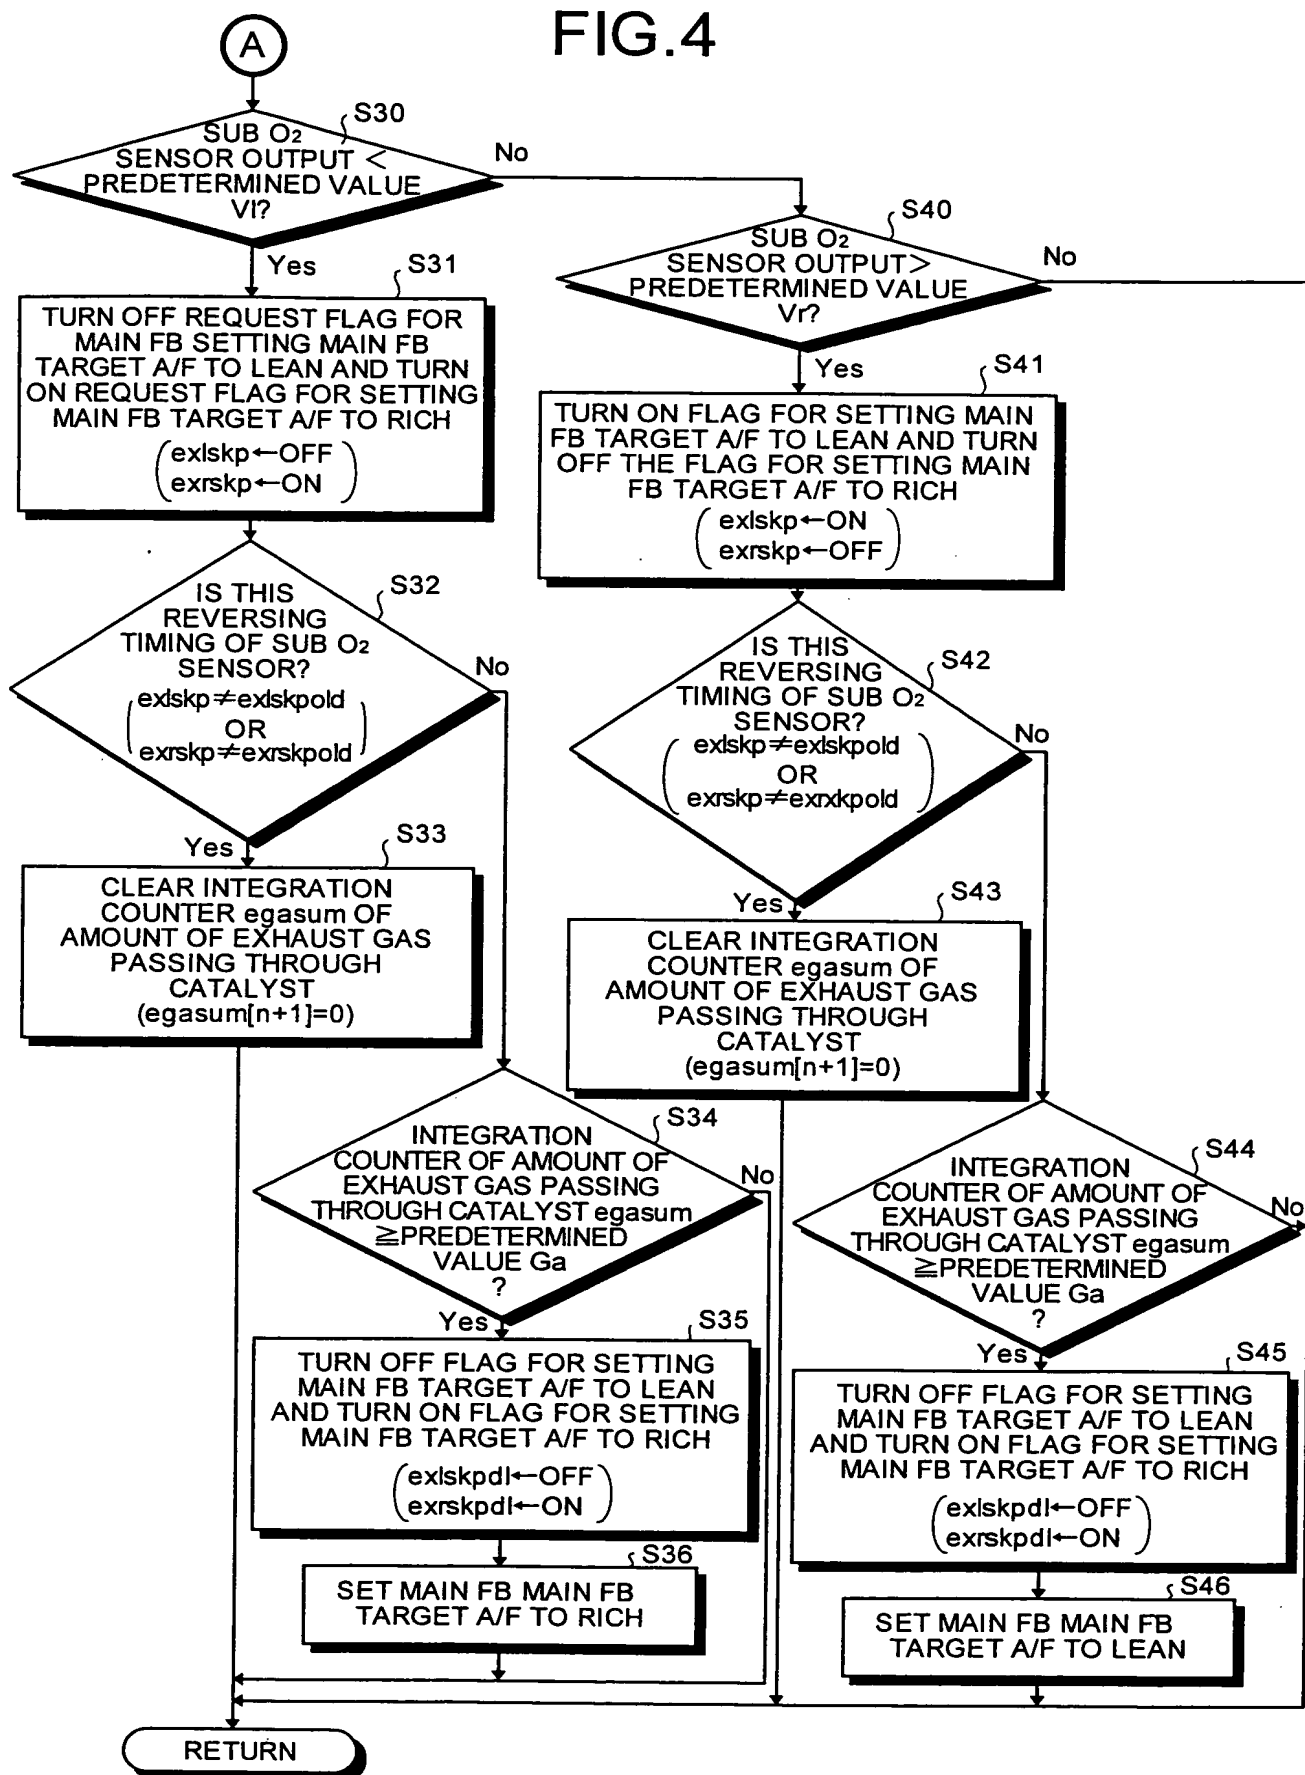 FIG.4
A
S30
SUB O2
SENSOR OUTPUT <
PREDETERMINED VALUE
Vl?
No
Yes
S31
TURN OFF REQUEST FLAG FOR
MAIN FB SETTING MAIN FB
TARGET A/F TO LEAN AND TURN
ON REQUEST FLAG FOR SETTING
MAIN FB TARGET A/F TO RICH
exlskp←OFF
exrskp←ON
S32
IS THIS
REVERSING
TIMING OF SUB O2
SENSOR?
exlskp≠exlskpold
OR
exrskp≠exrskpold
No
Yes
S33
CLEAR INTEGRATION
COUNTER egasum OF
AMOUNT OF EXHAUST GAS
PASSING THROUGH
CATALYST
(egasum[n+1]=0)
S34
INTEGRATION
COUNTER OF AMOUNT OF
EXHAUST GAS PASSING
THROUGH CATALYST egasum
≧PREDETERMINED
VALUE Ga
?
No
Yes
S35
TURN OFF FLAG FOR SETTING
MAIN FB TARGET A/F TO LEAN
AND TURN ON FLAG FOR SETTING
MAIN FB TARGET A/F TO RICH
exlskpdl←OFF
exrskpdl←ON
S36
SET MAIN FB MAIN FB
TARGET A/F TO RICH
S40
SUB O2
SENSOR OUTPUT>
PREDETERMINED VALUE
Vr?
No
Yes
S41
TURN ON FLAG FOR SETTING MAIN
FB TARGET A/F TO LEAN AND TURN
OFF THE FLAG FOR SETTING MAIN
FB TARGET A/F TO RICH
exlskp←ON
exrskp←OFF
S42
IS THIS
REVERSING
TIMING OF SUB O2
SENSOR?
exlskp≠exlskpold
OR
exrskp≠exrxkpold
No
Yes
S43
CLEAR INTEGRATION
COUNTER egasum OF
AMOUNT OF EXHAUST GAS
PASSING THROUGH
CATALYST
(egasum[n+1]=0)
S44
INTEGRATION
COUNTER OF AMOUNT OF
EXHAUST GAS PASSING
THROUGH CATALYST egasum
≧PREDETERMINED
VALUE Ga
?
No
Yes
S45
TURN OFF FLAG FOR SETTING
MAIN FB TARGET A/F TO LEAN
AND TURN ON FLAG FOR SETTING
MAIN FB TARGET A/F TO RICH
exlskpdl←OFF
exrskpdl←ON
S46
SET MAIN FB MAIN FB
TARGET A/F TO LEAN
RETURN